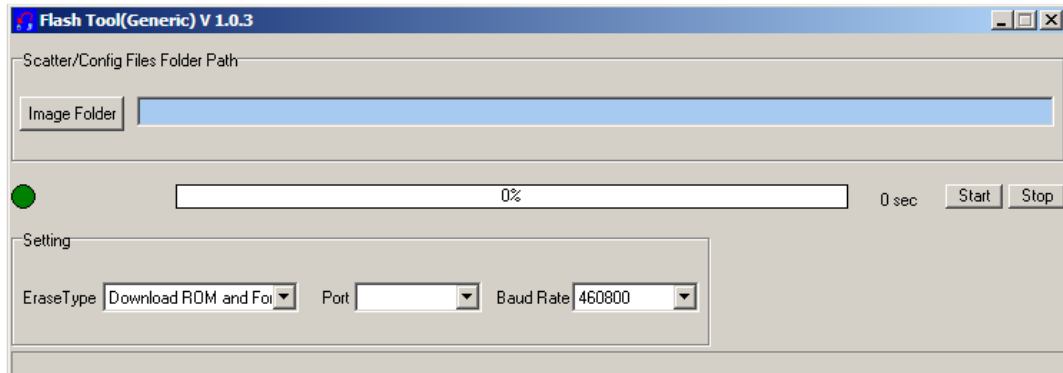 Flash Tool(Generic) V 1.0.3
Scatter/Config Files Folder Path
Image Folder
0% 0 sec Start Stop
Setting
EraseType Download ROM and For Port Baud Rate 460800